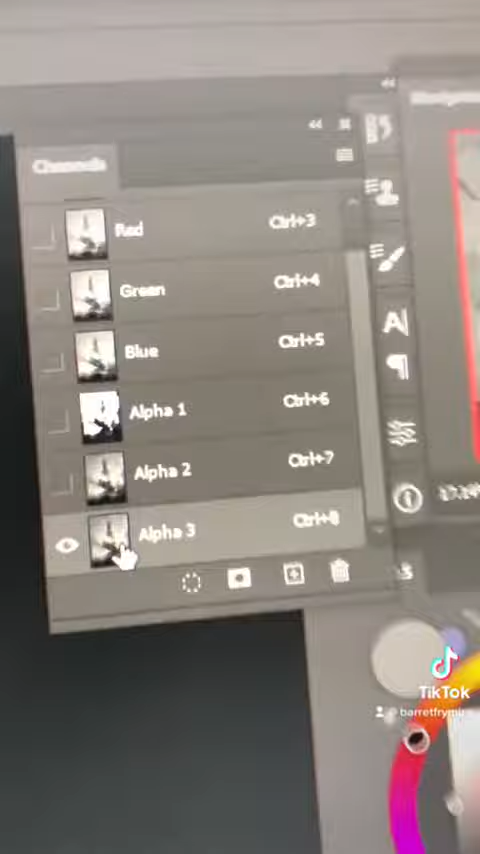 Channels
Red Ctrl+3
Green Ctrl+4
Blue Ctrl+5
Alpha 1 Ctrl+6
Alpha 2 Ctrl+7
Alpha 3 Ctrl+8
TikTok